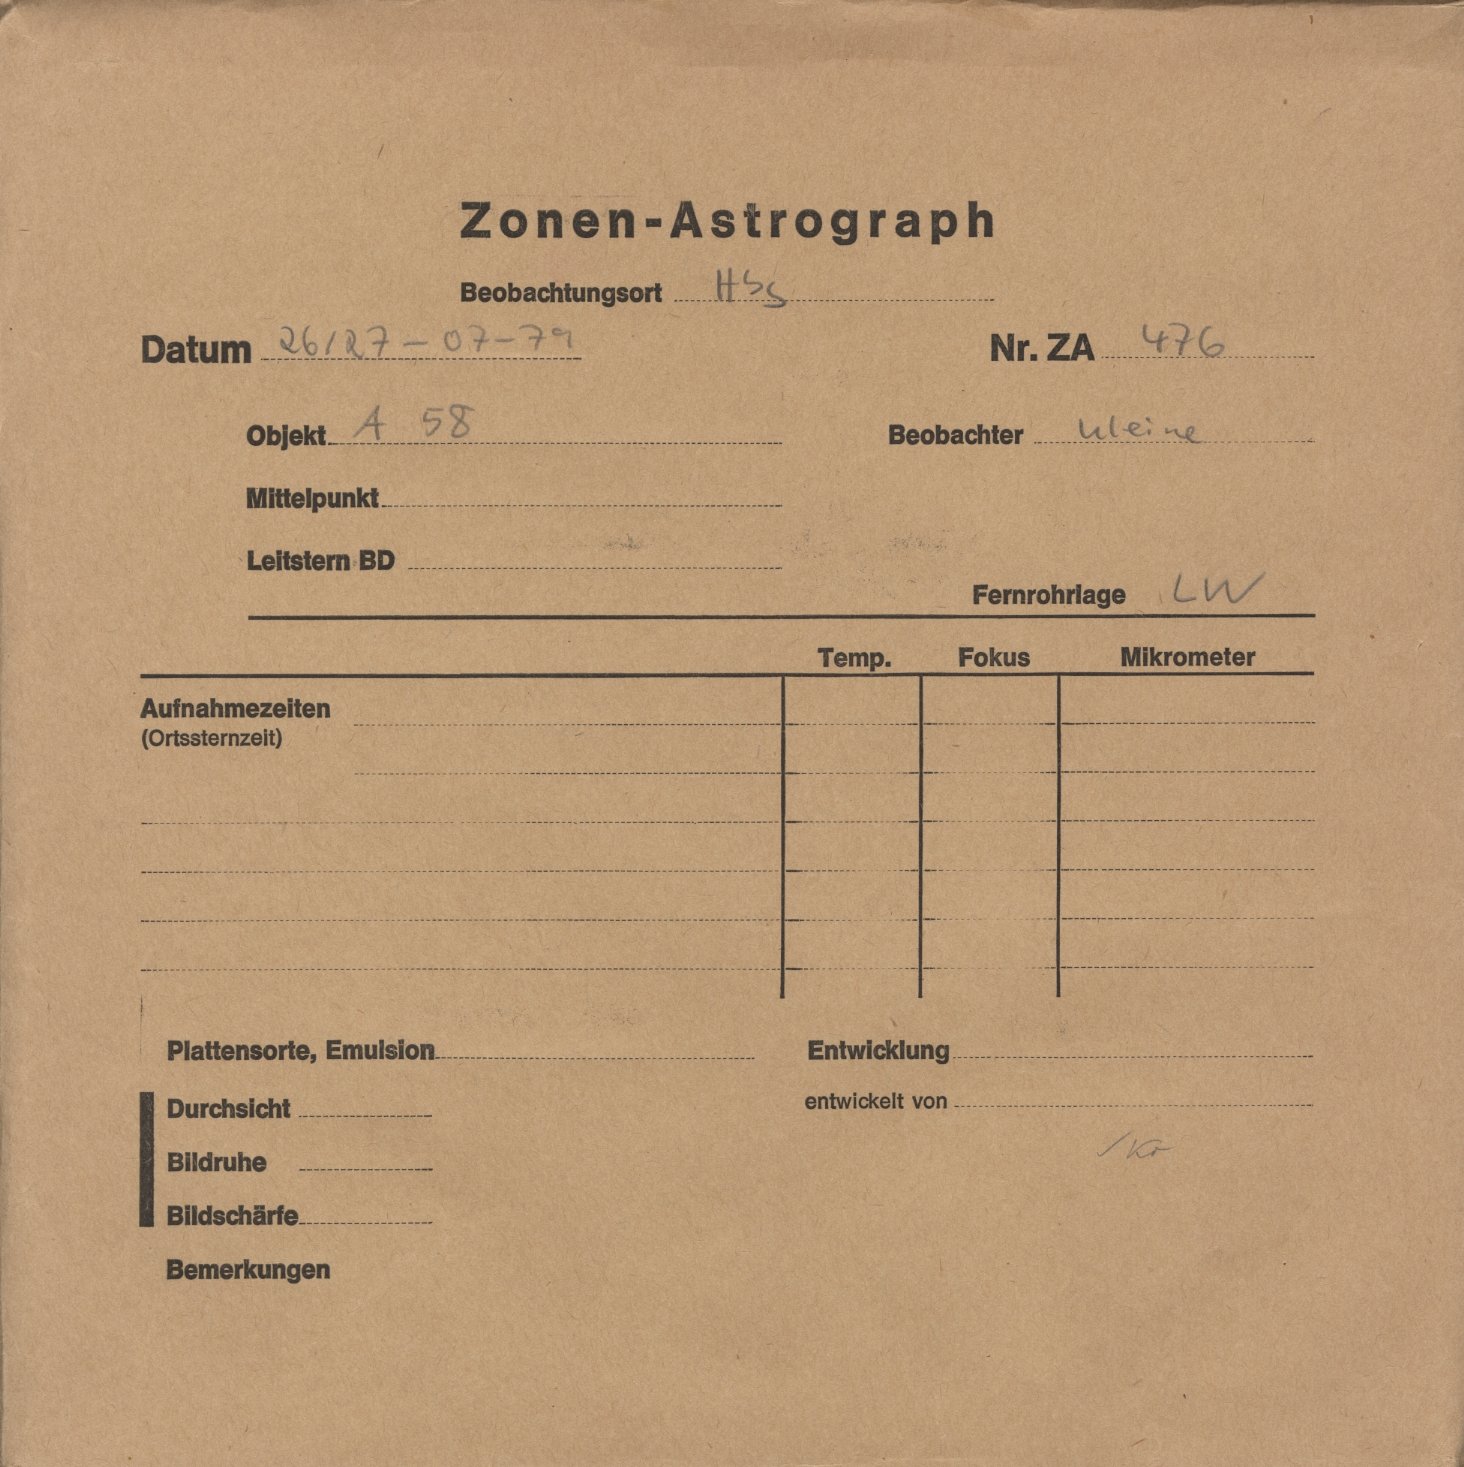 Zonen-Astrograph
Beobachtungsort Hbg
Datum 26/27-07-79 Nr. ZA 476
Objekt A 58 Beobachter Kleine
Mittelpunkt
Leitstern BD
Fernrohrlage LW
Temp. Fokus Mikrometer
Aufnahmezeiten
(Ortssternzeit)
Plattensorte, Emulsion Entwicklung
Durchsicht entwickelt von
Bildruhe
Bildschärfe
Bemerkungen